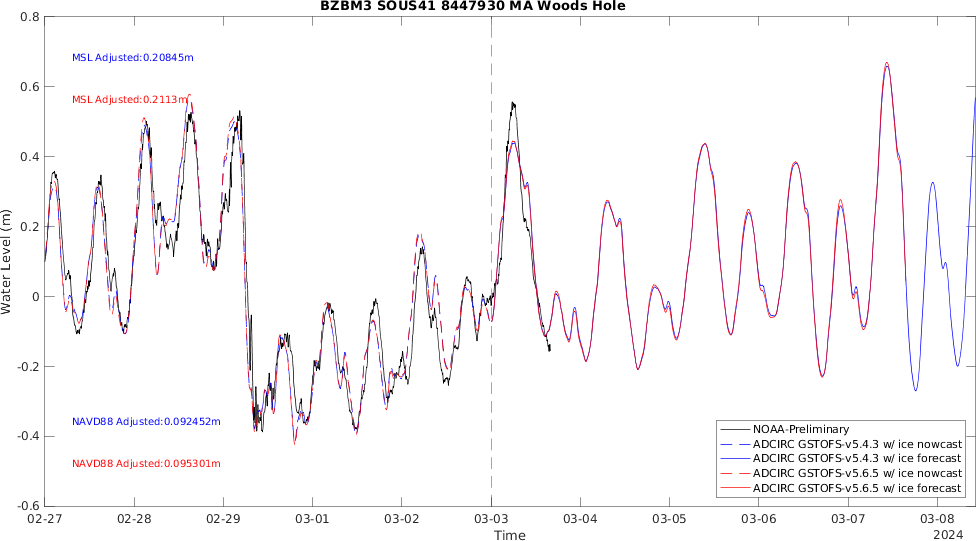 BZBM3 SOUS41 8447930 MA Woods Hole
0.8
0.6
0.4
0.2
0
-0.2
-0.4
-0.6
Water Level (m)
MSL Adjusted:0.20845m
MSL Adjusted:0.2113m
NAVD88 Adjusted:0.092452m
NAVD88 Adjusted:0.095301m
NOAA-Preliminary
ADCIRC GSTOFS-v5.4.3 w/ ice nowcast
ADCIRC GSTOFS-v5.4.3 w/ ice forecast
ADCIRC GSTOFS-v5.6.5 w/ ice nowcast
ADCIRC GSTOFS-v5.6.5 w/ ice forecast
02-27 02-28 02-29 03-01 03-02 03-03 03-04 03-05 03-06 03-07 03-08
Time
2024